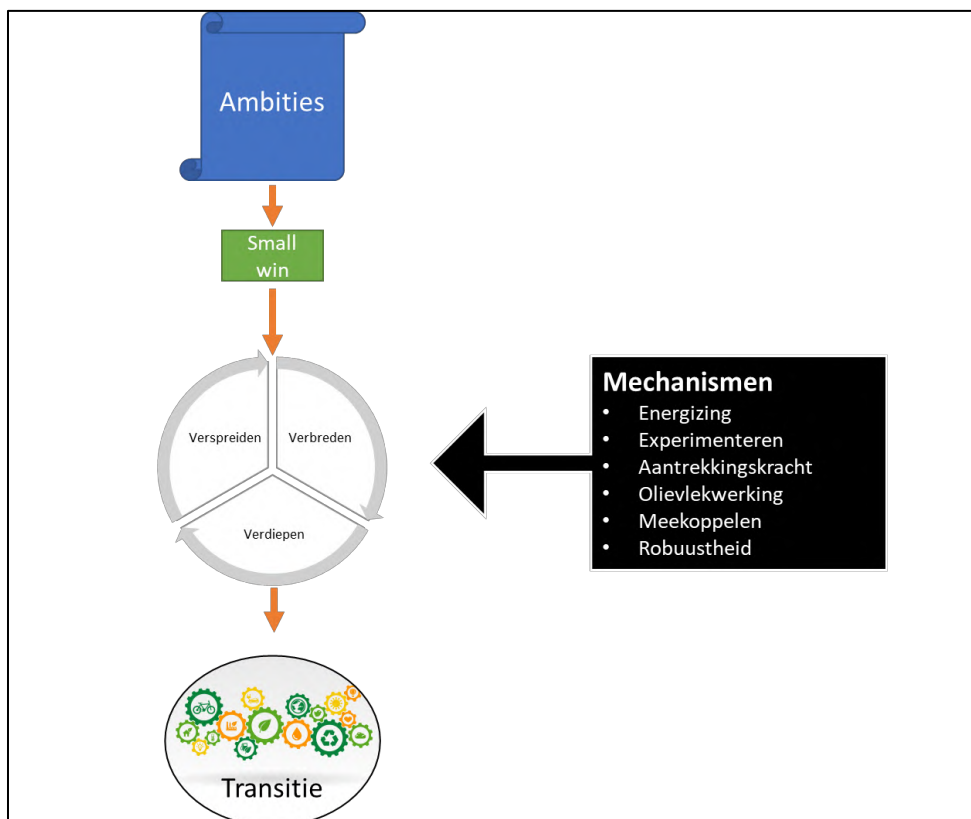 Ambities
Small
win
Verspreiden
Verbreden
Verdiepen
Mechanismen
• Energizing
• Experimenteren
• Aantrekkingskracht
• Olievlekwerking
• Meekoppelen
• Robuustheid
Transitie